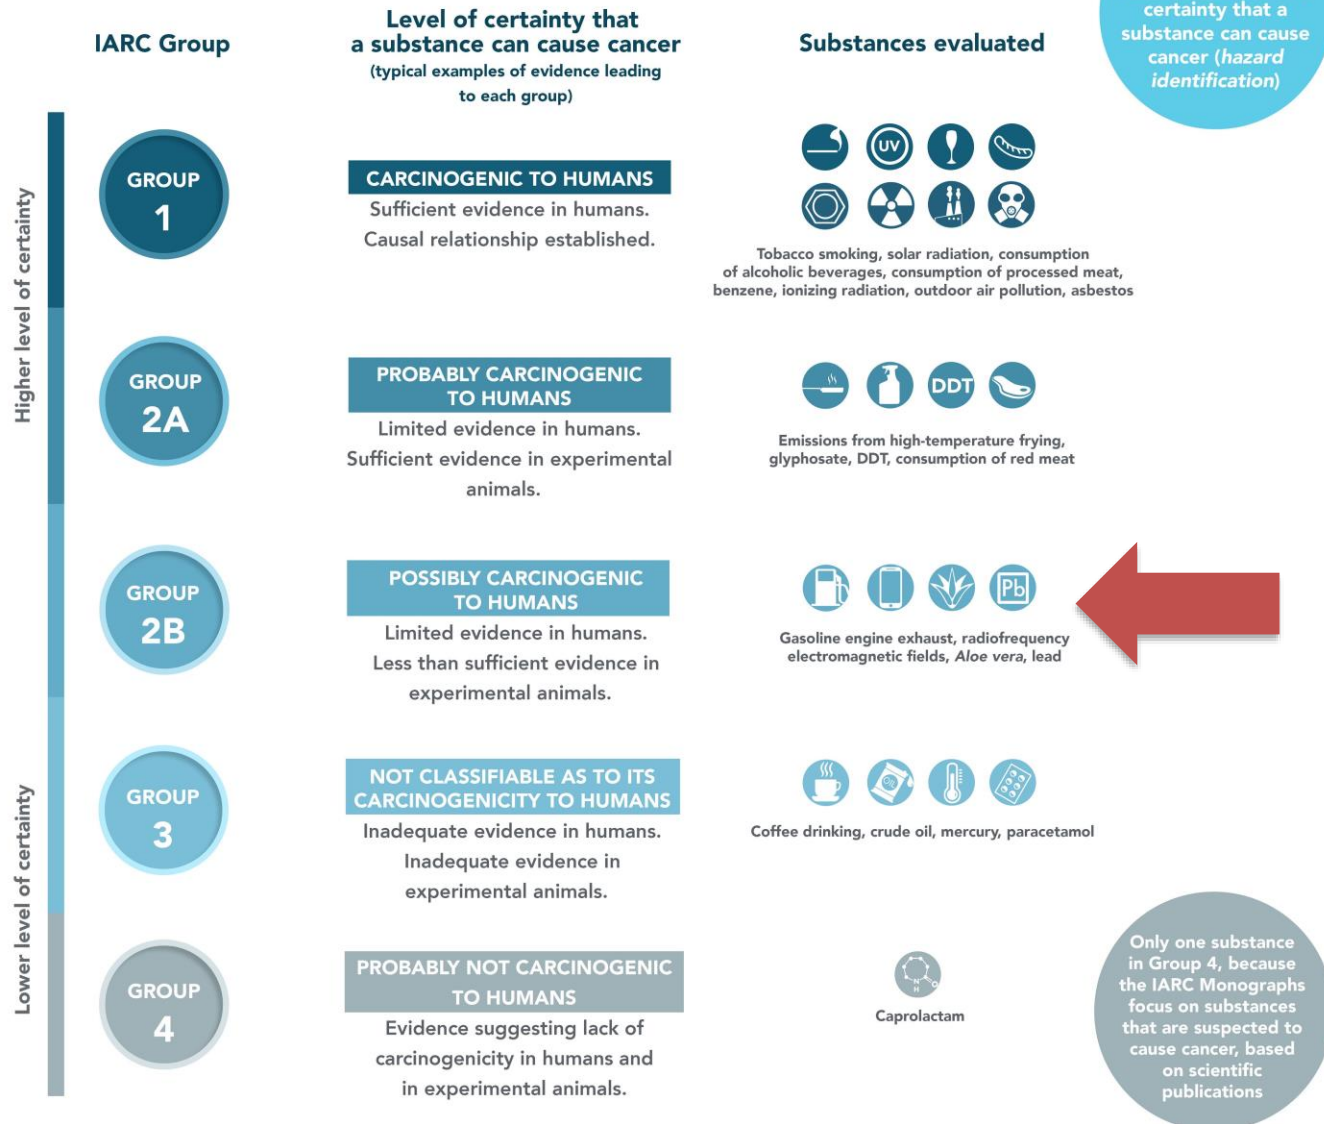 IARC Group
Level of certainty that
a substance can cause cancer
(typical examples of evidence leading
to each group)
Substances evaluated
certainty that a
substance can cause
cancer (hazard
identification)
Higher level of certainty
Lower level of certainty
GROUP
1
CARCINOGENIC TO HUMANS
Sufficient evidence in humans.
Causal relationship established.
UV
Tobacco smoking, solar radiation, consumption
of alcoholic beverages, consumption of processed meat,
benzene, ionizing radiation, outdoor air pollution, asbestos
GROUP
2A
PROBABLY CARCINOGENIC
TO HUMANS
Limited evidence in humans.
Sufficient evidence in experimental
animals.
DDT
Emissions from high-temperature frying,
glyphosate, DDT, consumption of red meat
GROUP
2B
POSSIBLY CARCINOGENIC
TO HUMANS
Limited evidence in humans.
Less than sufficient evidence in
experimental animals.
Pb
Gasoline engine exhaust, radiofrequency
electromagnetic fields, Aloe vera, lead
GROUP
3
NOT CLASSIFIABLE AS TO ITS
CARCINOGENICITY TO HUMANS
Inadequate evidence in humans.
Inadequate evidence in
experimental animals.
Coffee drinking, crude oil, mercury, paracetamol
GROUP
4
PROBABLY NOT CARCINOGENIC
TO HUMANS
Evidence suggesting lack of
carcinogenicity in humans and
in experimental animals.
N
H
O
Caprolactam
Only one substance
in Group 4, because
the IARC Monographs
focus on substances
that are suspected to
cause cancer, based
on scientific
publications